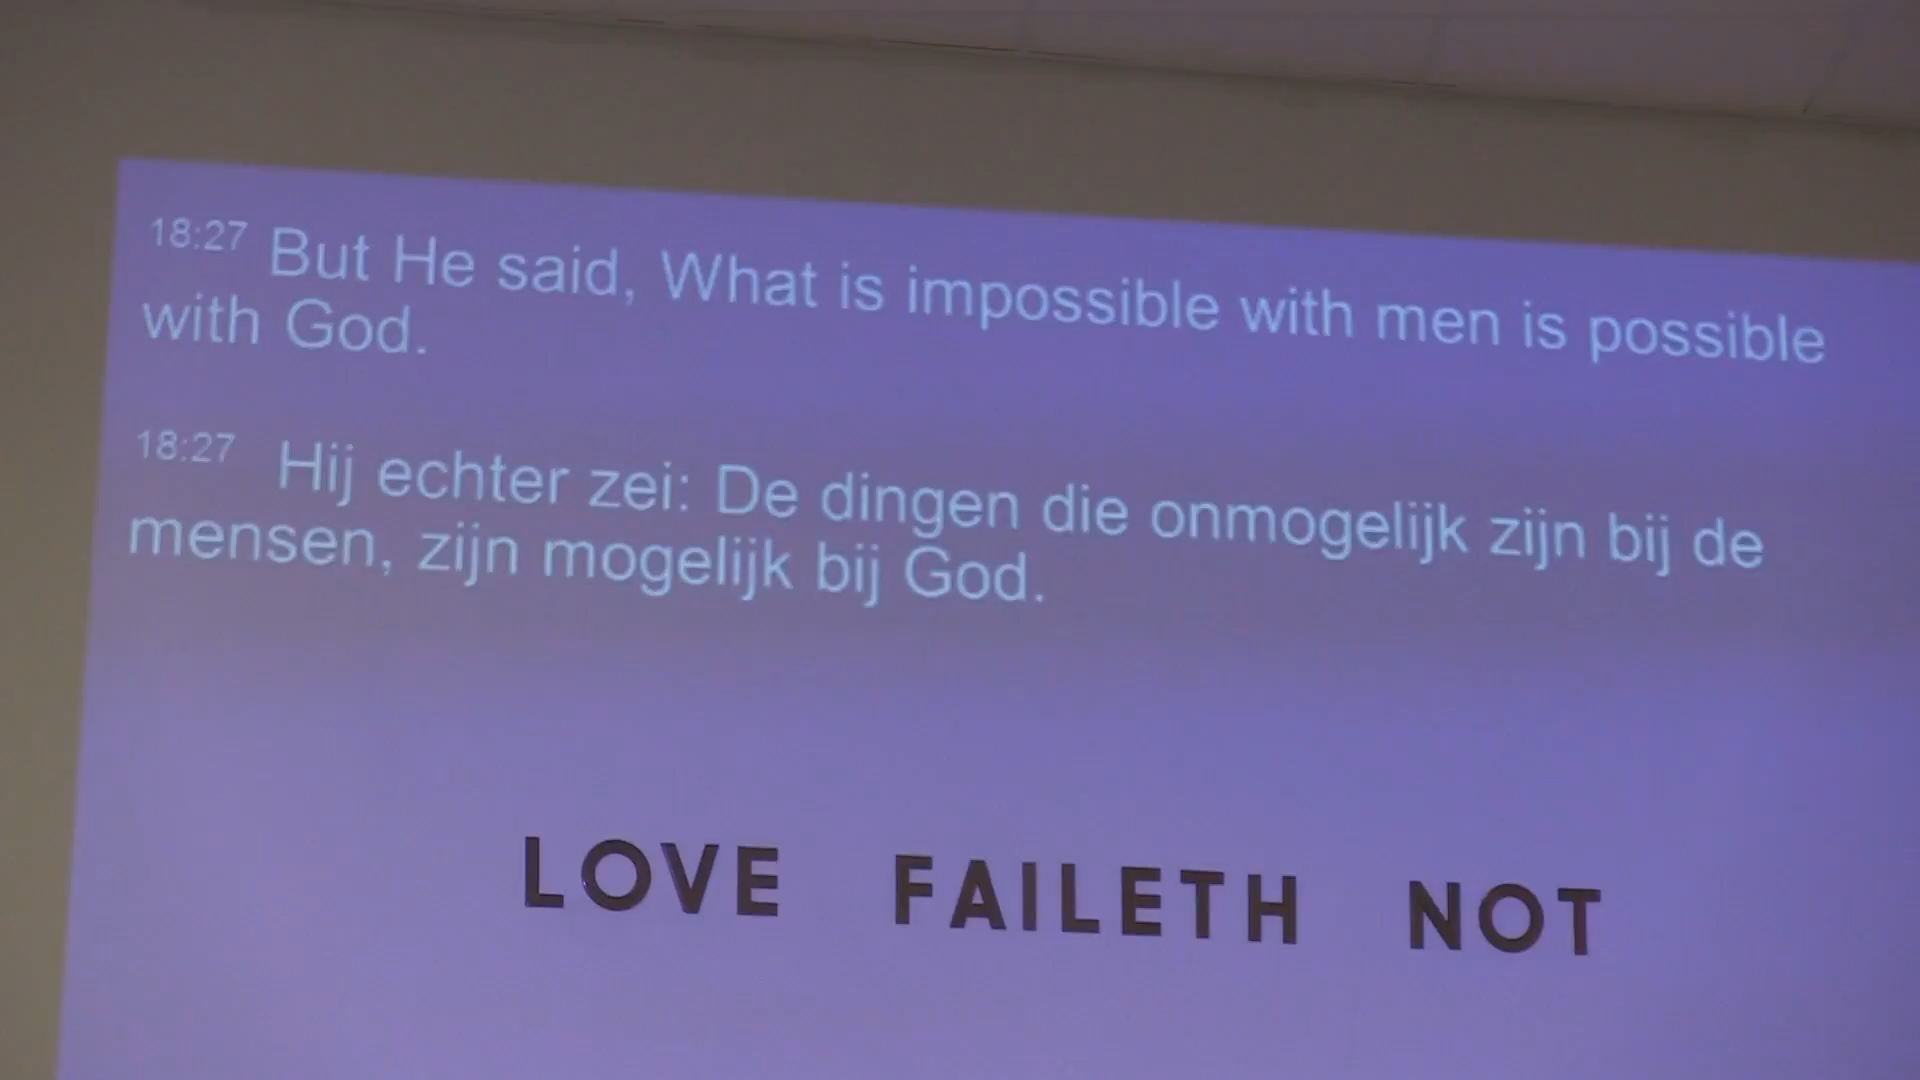 18:27 But He said, What is impossible with men is possible
with God.
18:27 Hij echter zei: De dingen die onmogelijk zijn bij de
mensen, zijn mogelijk bij God.
LOVE FAILETH NOT